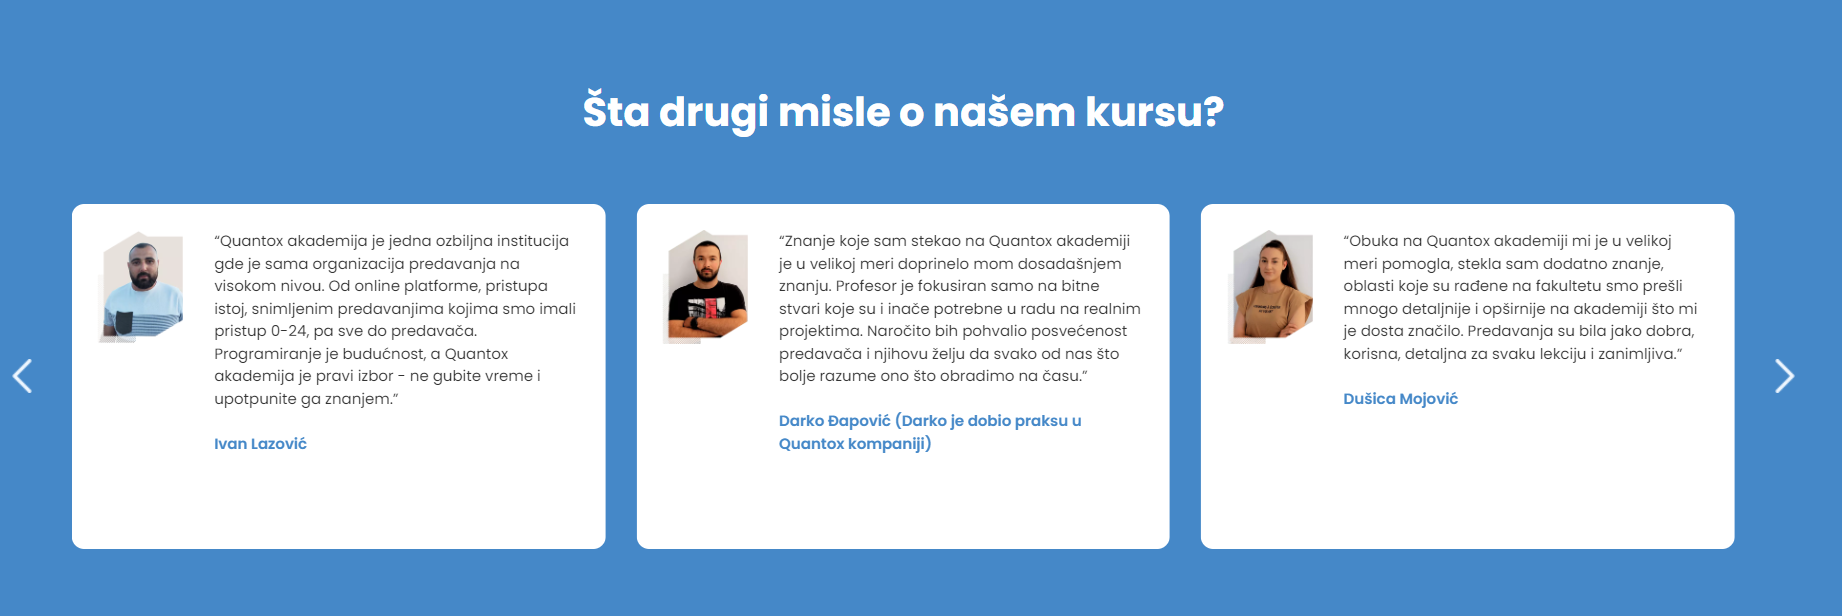 Šta drugi misle o našem kursu?
“Quantox akademija je jedna ozbiljna institucija
gde je sama organizacija predavanja na
visokom nivou. Od online platforme, pristupa
istoj, snimljenim predavanjima kojima smo imali
pristup 0-24, pa sve do predavača.
Programiranje je budućnost, a Quantox
akademija je pravi izbor - ne gubite vreme i
upotpunite ga znanjem.”
Ivan Lazović
“Znanje koje sam stekao na Quantox akademiji
je u velikoj meri doprinelo mom dosadašnjem
znanju. Profesor je fokusiran samo na bitne
stvari koje su i inače potrebne u radu na realnim
projektima. Naročito bih pohvalio posvećenost
predavača i njihovu želju da svako od nas što
bolje razume ono što obradimo na času.”
Darko Đapović (Darko je dobio praksu u
Quantox kompaniji)
“Obuka na Quantox akademiji mi je u velikoj
meri pomogla, stekla sam dodatno znanje,
oblasti koje su rađene na fakultetu smo prešli
mnogo detaljnije i opširnije na akademiji što mi
je dosta značilo. Predavanja su bila jako dobra,
korisna, detaljna za svaku lekciju i zanimljiva.”
Dušica Mojović